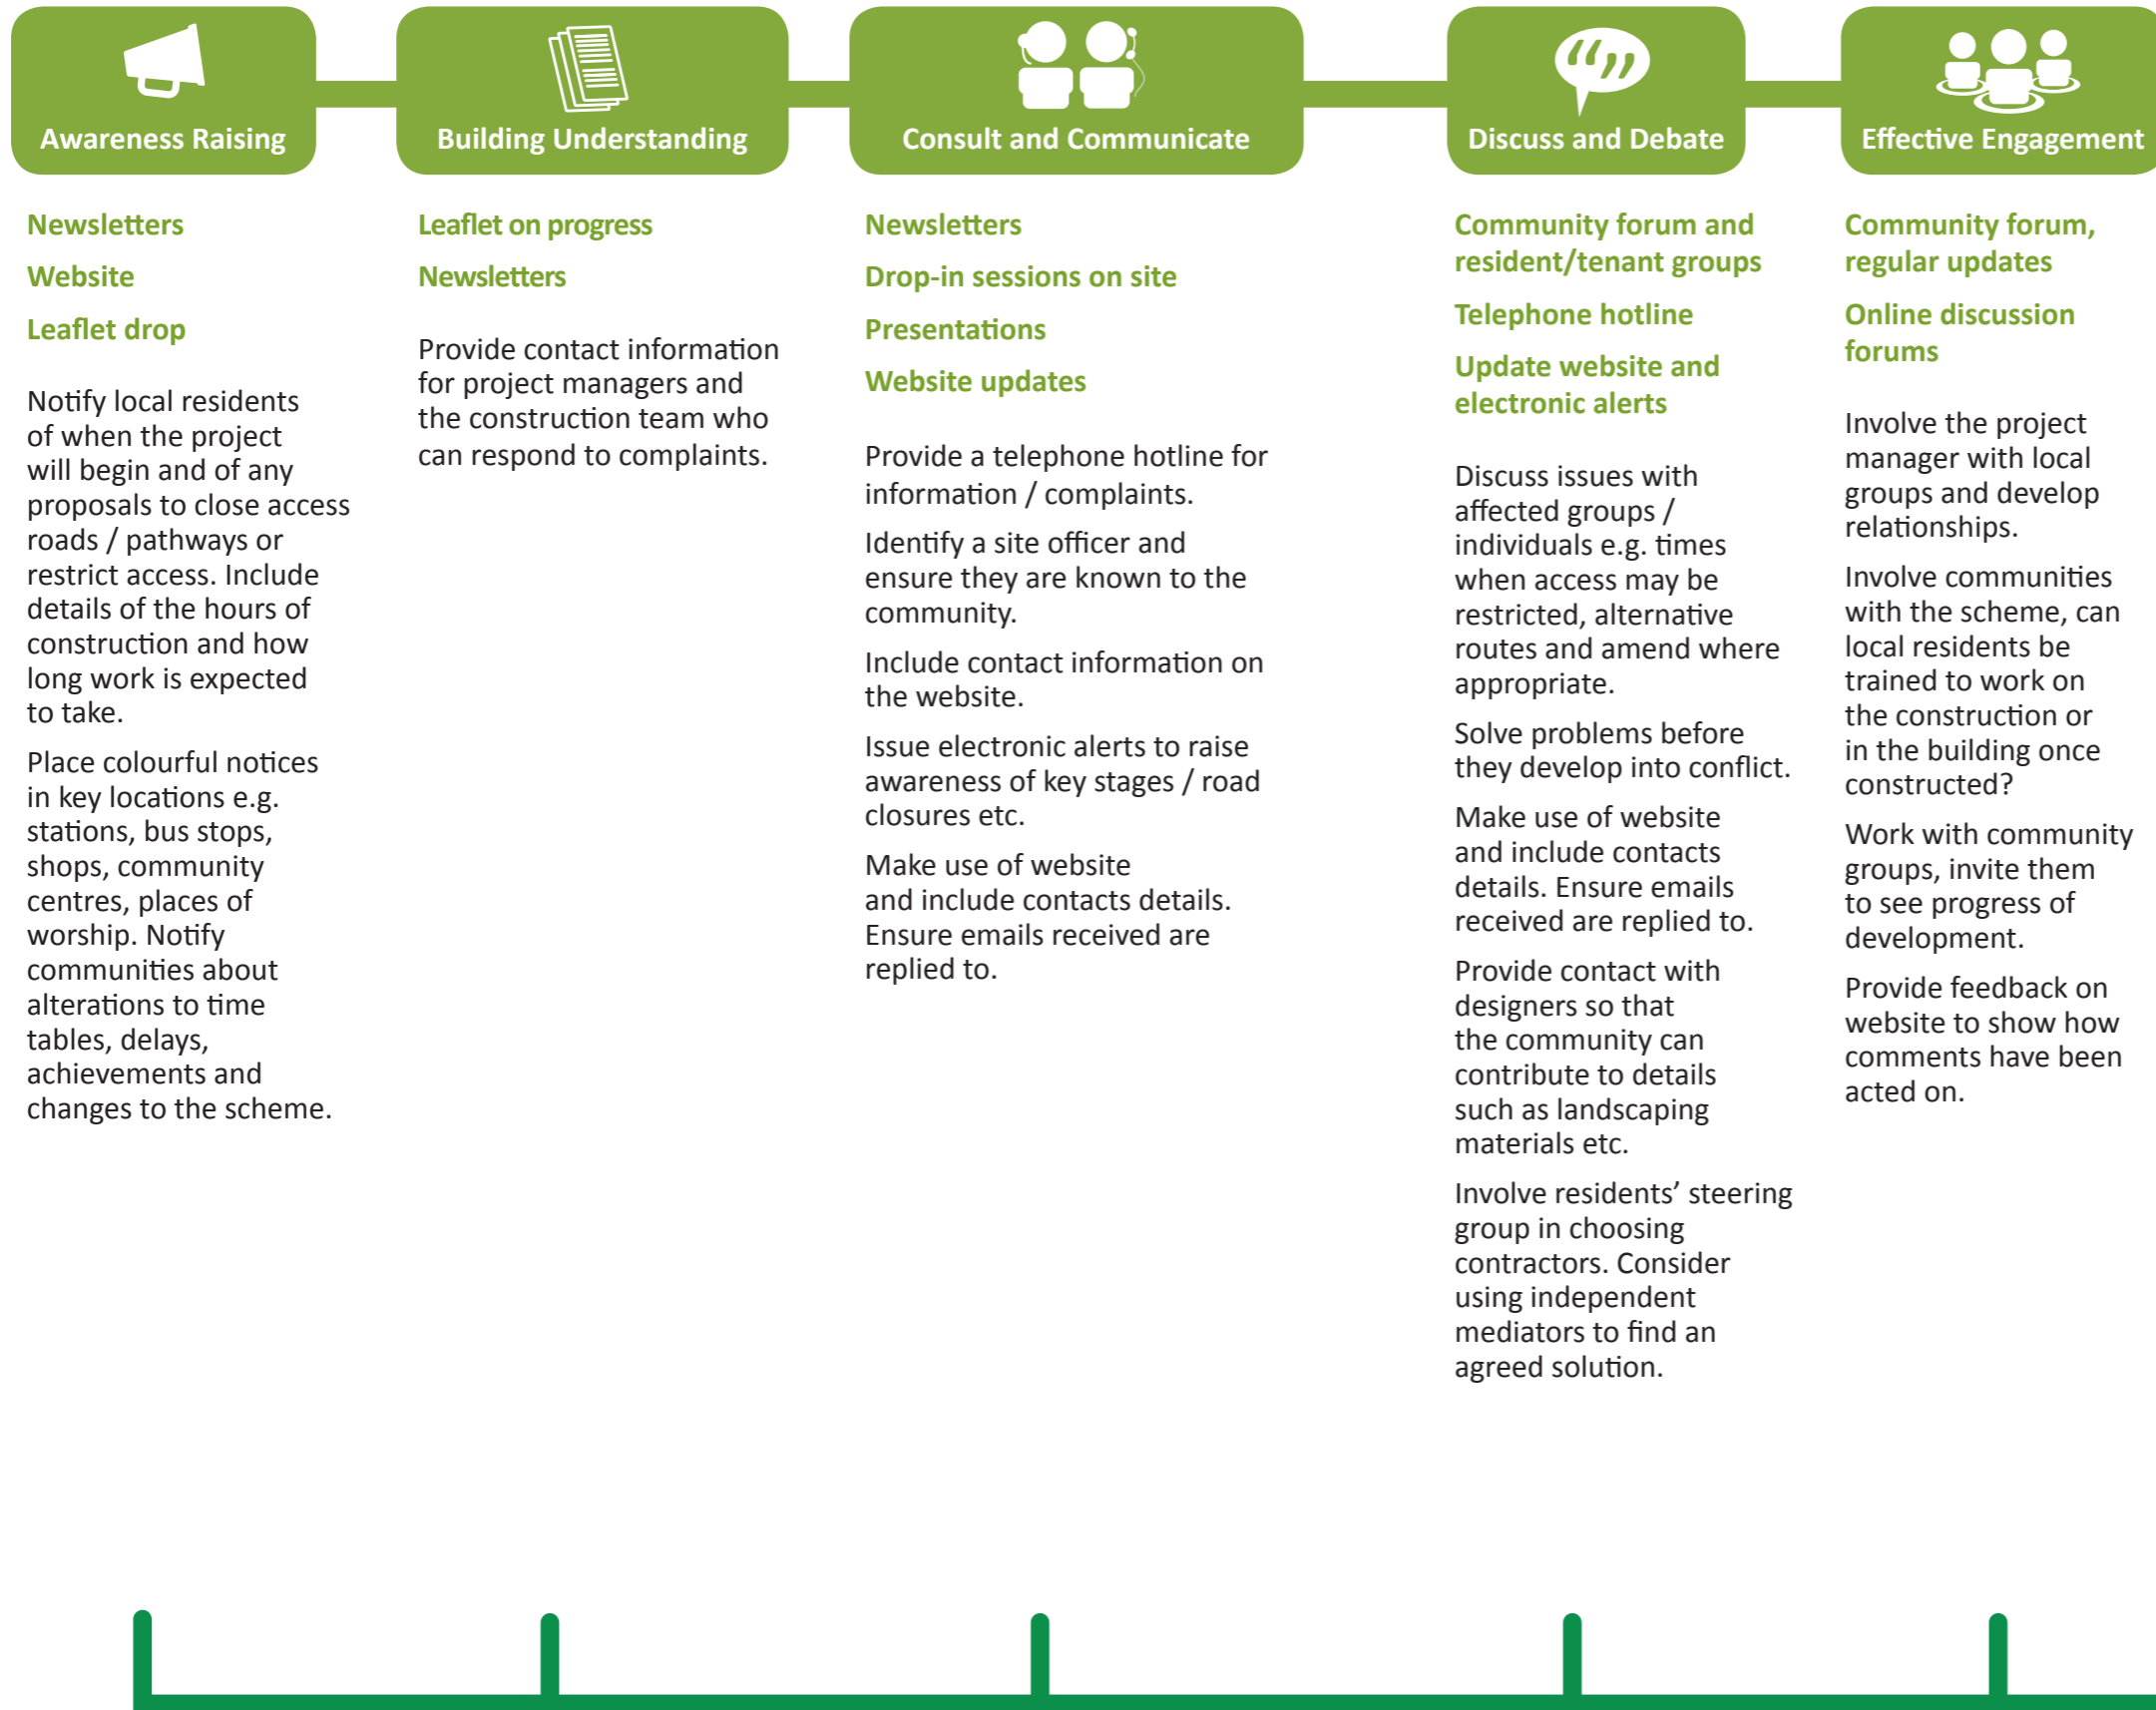 Awareness Raising
Newsletters
Website
Leaflet drop
Notify local residents
of when the project
will begin and of any
proposals to close access
roads / pathways or
restrict access. Include
details of the hours of
construction and how
long work is expected
to take.
Place colourful notices
in key locations e.g.
stations, bus stops,
shops, community
centres, places of
worship. Notify
communities about
alterations to time
tables, delays,
achievements and
changes to the scheme.
Building Understanding
Leaflet on progress
Newsletters
Provide contact information
for project managers and
the construction team who
can respond to complaints.
Consult and Communicate
Newsletters
Drop-in sessions on site
Presentations
Website updates
Provide a telephone hotline for
information / complaints.
Identify a site officer and
ensure they are known to the
community.
Include contact information on
the website.
Issue electronic alerts to raise
awareness of key stages / road
closures etc.
Make use of website
and include contacts details.
Ensure emails received are
replied to.
Discuss and Debate
Community forum and
resident/tenant groups
Telephone hotline
Update website and
electronic alerts
Discuss issues with
affected groups /
individuals e.g. times
when access may be
restricted, alternative
routes and amend where
appropriate.
Solve problems before
they develop into conflict.
Make use of website
and include contacts
details. Ensure emails
received are replied to.
Provide contact with
designers so that
the community can
contribute to details
such as landscaping
materials etc.
Involve residents’ steering
group in choosing
contractors. Consider
using independent
mediators to find an
agreed solution.
Effective Engagement
Community forum,
regular updates
Online discussion
forums
Involve the project
manager with local
groups and develop
relationships.
Involve communities
with the scheme, can
local residents be
trained to work on
the construction or
in the building once
constructed?
Work with community
groups, invite them
to see progress of
development.
Provide feedback on
website to show how
comments have been
acted on.